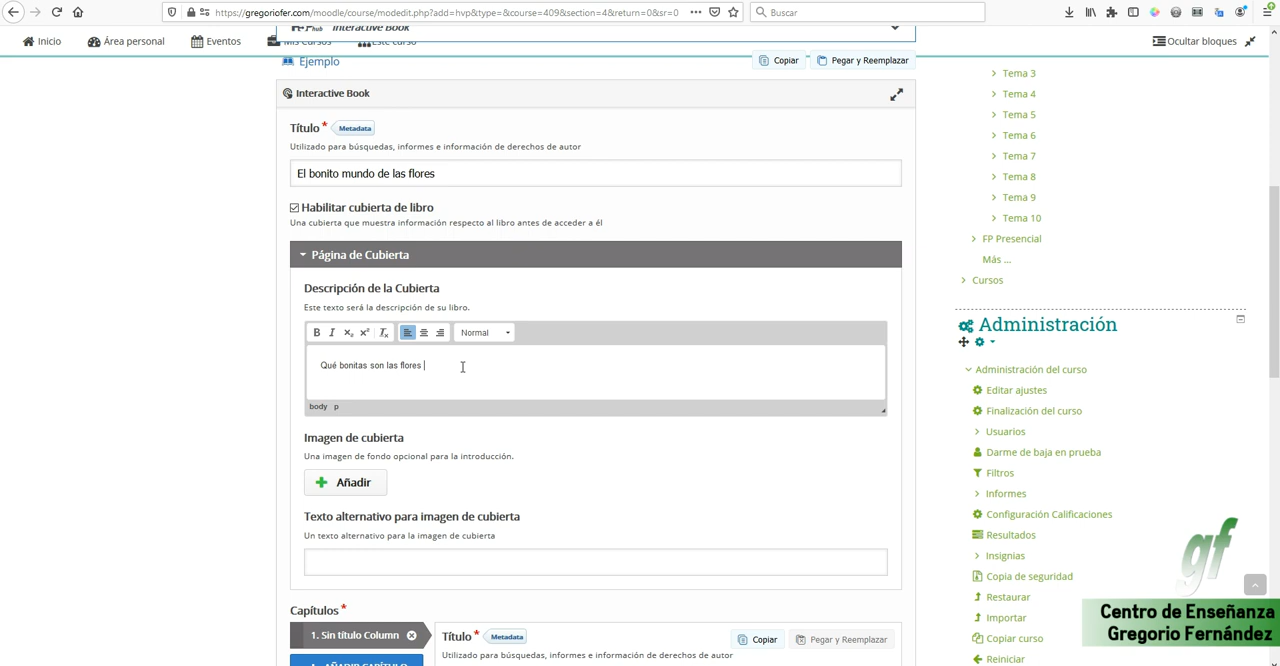 https://gregoriofer.com/moodle/course/modedit.php?add=hvp&type=&course=409&section=4&return=0&sr=0
Buscar
Inicio
Área personal
Eventos
Mis Cursos
Este curso
Ocultar bloques
Interactive Book
Ejemplo
Copiar
Pegar y Reemplazar
Interactive Book
Título*
Metadata
Utilizado para búsquedas, informes e información de derechos de autor
El bonito mundo de las flores
Habilitar cubierta de libro
Una cubierta que muestra información respecto al libro antes de acceder a él
Página de Cubierta
Descripción de la Cubierta
Este texto será la descripción de su libro.
B I x₂ x² Tx Normal
Qué bonitas son las flores
body p
Imagen de cubierta
Una imagen de fondo opcional para la introducción.
Añadir
Texto alternativo para imagen de cubierta
Un texto alternativo para la imagen de cubierta
Capítulos*
1. Sin título Column
Título*
Metadata
Copiar
Pegar y Reemplazar
Utilizado para búsquedas, informes e información de derechos de autor
AÑADIR CAPÍTULO
Tema 3
Tema 4
Tema 5
Tema 6
Tema 7
Tema 8
Tema 9
Tema 10
FP Presencial
Más ...
Cursos
Administración
Administración del curso
Editar ajustes
Finalización del curso
Usuarios
Darme de baja en prueba
Filtros
Informes
Configuración Calificaciones
Resultados
Insignias
Copia de seguridad
Restaurar
Importar
Copiar curso
Reiniciar
gf
Centro de Enseñanza
Gregorio Fernández